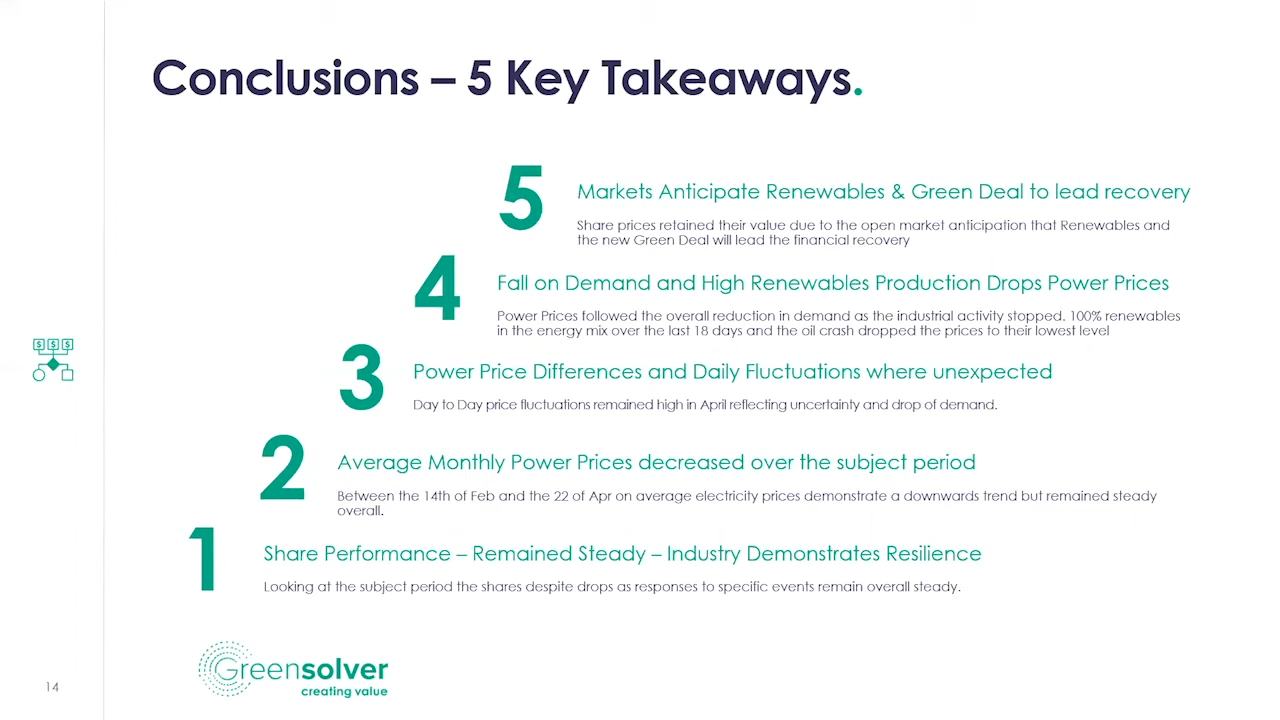 Conclusions – 5 Key Takeaways.
5
Markets Anticipate Renewables & Green Deal to lead recovery
Share prices retained their value due to the open market anticipation that Renewables and
the new Green Deal will lead the financial recovery
4
Fall on Demand and High Renewables Production Drops Power Prices
Power Prices followed the overall reduction in demand as the industrial activity stopped. 100% renewables
in the energy mix over the last 18 days and the oil crash dropped the prices to their lowest level
3
Power Price Differences and Daily Fluctuations where unexpected
Day to Day price fluctuations remained high in April reflecting uncertainty and drop of demand.
2
Average Monthly Power Prices decreased over the subject period
Between the 14th of Feb and the 22 of Apr on average electricity prices demonstrate a downwards trend but remained steady
overall.
1
Share Performance – Remained Steady – Industry Demonstrates Resilience
Looking at the subject period the shares despite drops as responses to specific events remain overall steady.
$ $ $
Greensolver
creating value
14